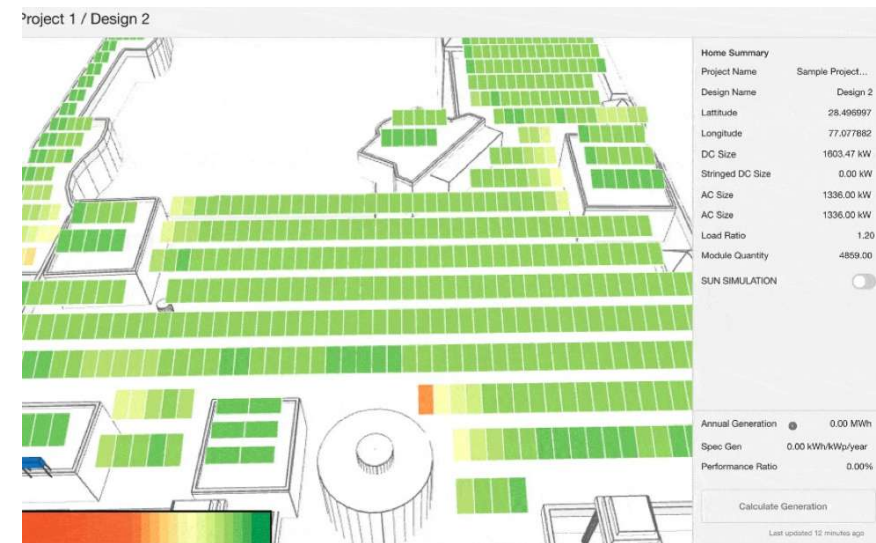 Project 1 / Design 2
Home Summary
Project Name Sample Project...
Design Name Design 2
Lattitude 28.496997
Longitude 77.077882
DC Size 1603.47 kW
Stringed DC Size 0.00 kW
AC Size 1336.00 kW
AC Size 1336.00 kW
Load Ratio 1.20
Module Quantity 4859.00
SUN SIMULATION
Annual Generation 0.00 MWh
Spec Gen 0.00 kWh/kWp/year
Performance Ratio 0.00%
Calculate Generation
Last updated 12 minutes ago